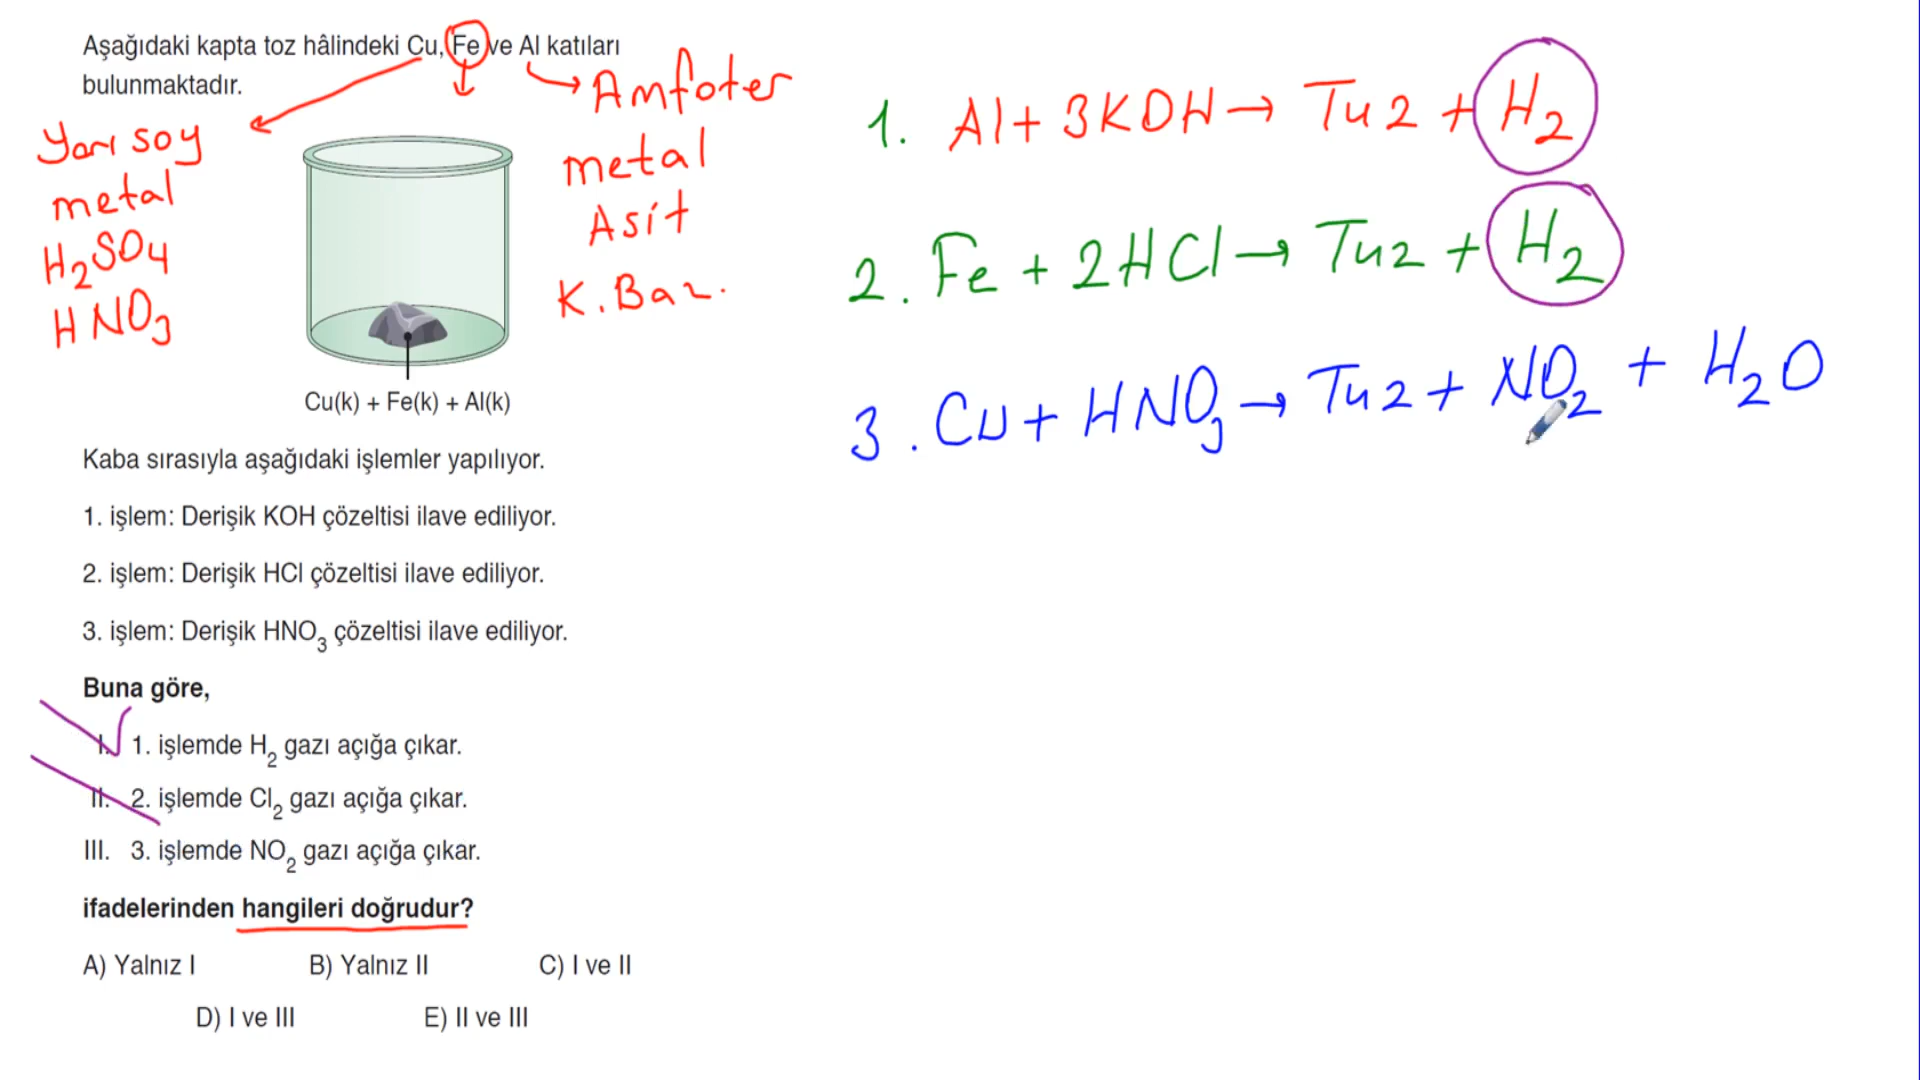 Aşağıdaki kapta toz hâlindeki Cu, Fe ve Al katıları
bulunmaktadır.
Yarı soy
metal
H2SO4
HNO3
Amfoter
metal
Asit
K. Baz.
Cu(k) + Fe(k) + Al(k)
Kaba sırasıyla aşağıdaki işlemler yapılıyor.
1. işlem: Derişik KOH çözeltisi ilave ediliyor.
2. işlem: Derişik HCl çözeltisi ilave ediliyor.
3. işlem: Derişik HNO3 çözeltisi ilave ediliyor.
Buna göre,
I. 1. işlemde H2 gazı açığa çıkar.
II. 2. işlemde Cl2 gazı açığa çıkar.
III. 3. işlemde NO2 gazı açığa çıkar.
ifadelerinden hangileri doğrudur?
A) Yalnız I B) Yalnız II C) I ve II
D) I ve III E) II ve III
1. Al + 3KOH → Tuz + H2
2. Fe + 2HCl → Tuz + H2
3. Cu + HNO3 → Tuz + NO2 + H2O